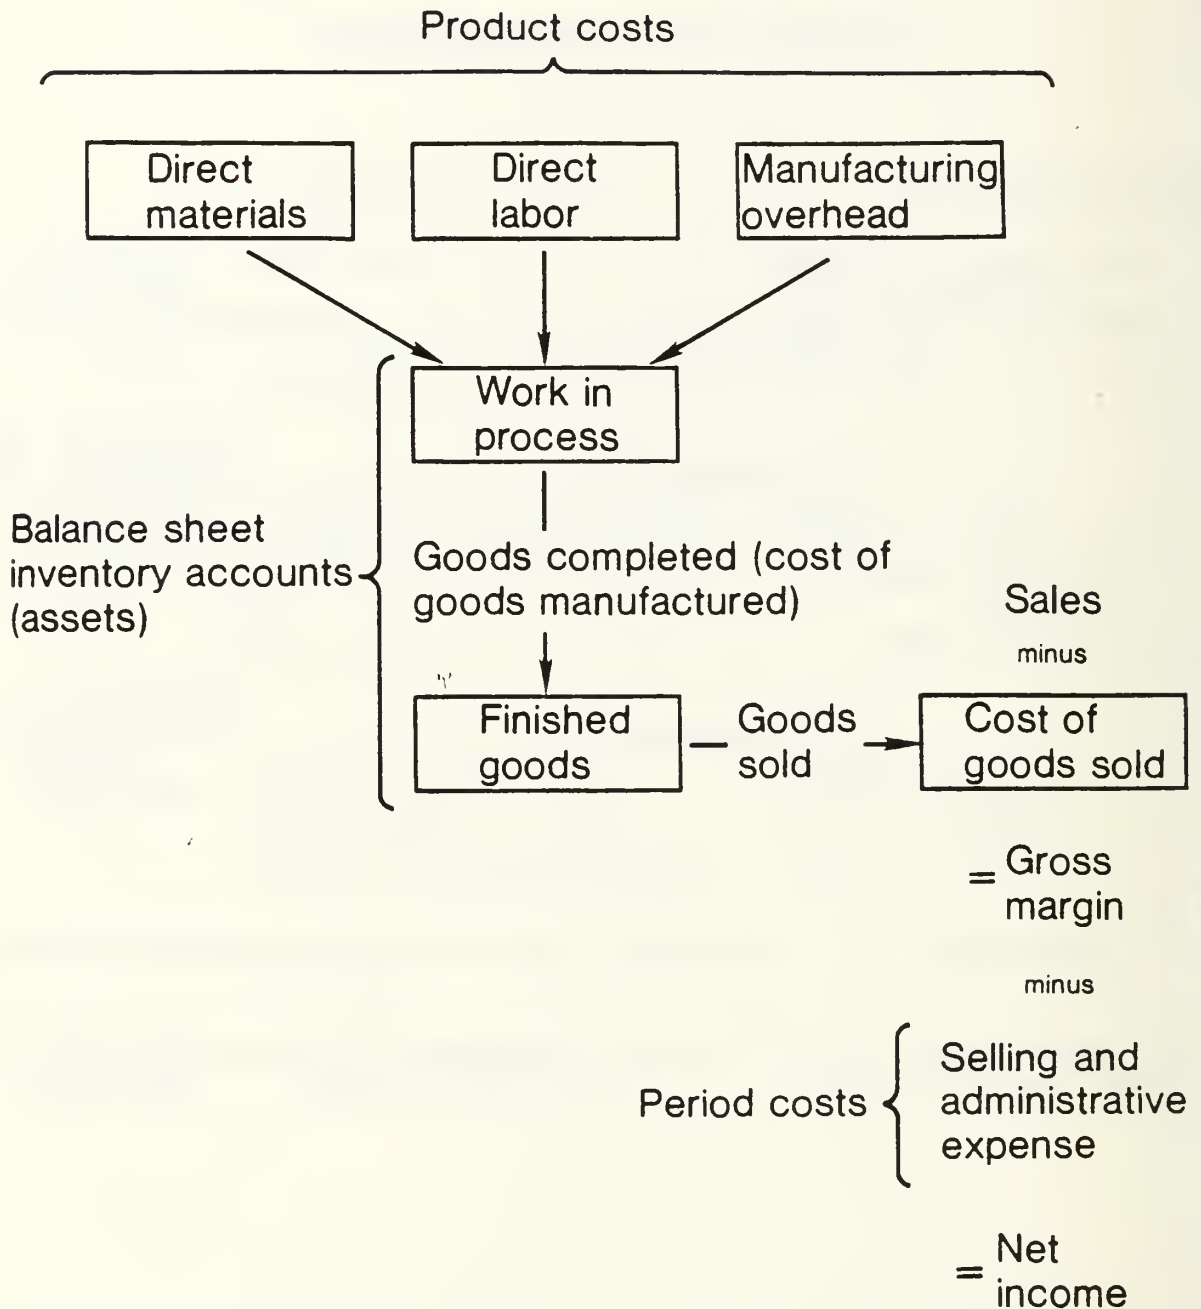 Product costs
Direct
materials
Direct
labor
Manufacturing
overhead
Work in
process
Balance sheet
inventory accounts
(assets)
Goods completed (cost of
goods manufactured)
Finished
goods
Goods
sold
Sales
minus
Cost of
goods sold
= Gross
margin
minus
Period costs
Selling and
administrative
expense
= Net
income